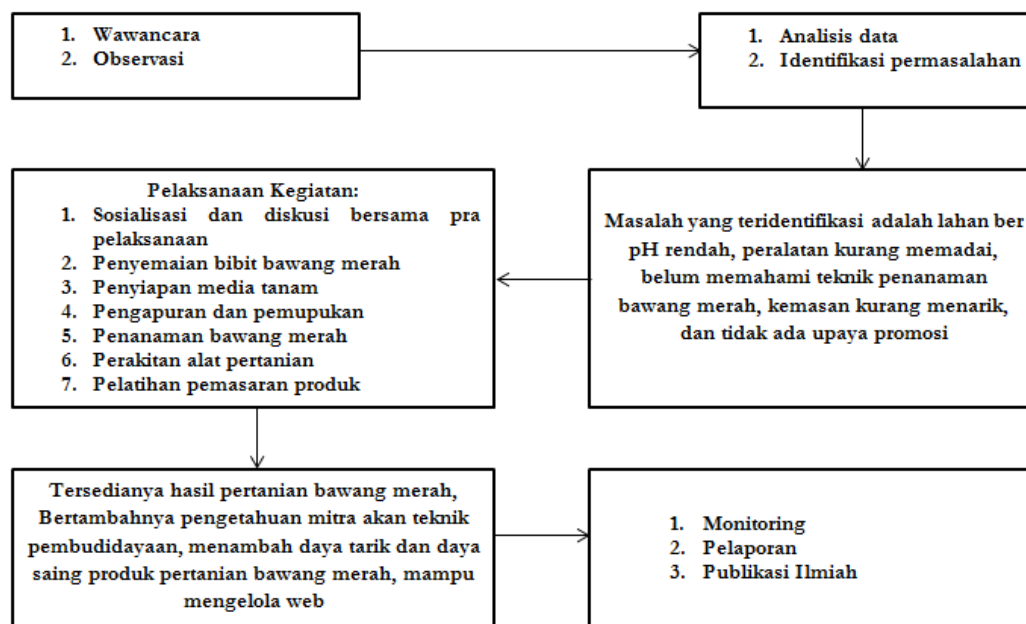 1. Wawancara
2. Observasi
1. Analisis data
2. Identifikasi permasalahan
Masalah yang teridentifikasi adalah lahan ber
pH rendah, peralatan kurang memadai,
belum memahami teknik penanaman
bawang merah, kemasan kurang menarik,
dan tidak ada upaya promosi
Pelaksanaan Kegiatan:
1. Sosialisasi dan diskusi bersama pra
pelaksanaan
2. Penyemaian bibit bawang merah
3. Penyiapan media tanam
4. Pengapuran dan pemupukan
5. Penanaman bawang merah
6. Perakitan alat pertanian
7. Pelatihan pemasaran produk
Tersedianya hasil pertanian bawang merah,
Bertambahnya pengetahuan mitra akan teknik
pembudidayaan, menambah daya tarik dan daya
saing produk pertanian bawang merah, mampu
mengelola web
1. Monitoring
2. Pelaporan
3. Publikasi Ilmiah